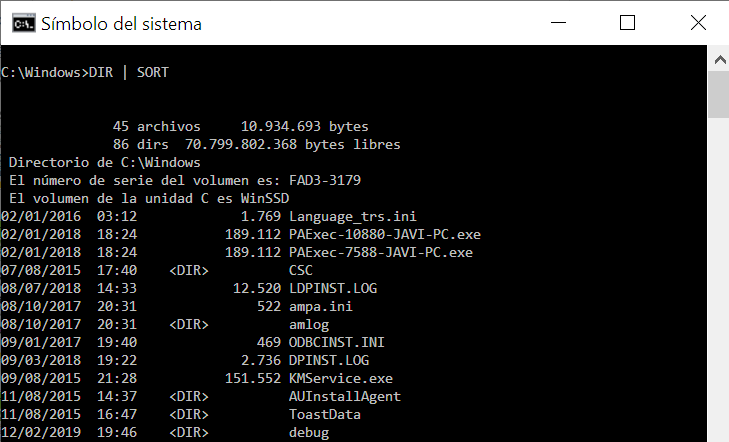 Símbolo del sistema
C:\Windows>DIR | SORT
45 archivos     10.934.693 bytes
86 dirs  70.799.802.368 bytes libres
Directorio de C:\Windows
El número de serie del volumen es: FAD3-3179
El volumen de la unidad C es WinSSD
02/01/2016  03:12             1.769 Language_trs.ini
02/01/2018  18:24           189.112 PAExec-10880-JAVI-PC.exe
02/01/2018  18:24           189.112 PAExec-7588-JAVI-PC.exe
07/08/2015  17:40    <DIR>          CSC
08/07/2018  14:33            12.520 LDPINST.LOG
08/10/2017  20:31               522 ampa.ini
08/10/2017  20:31    <DIR>          amlog
09/01/2017  19:40               469 ODBCINST.INI
09/03/2018  19:22             2.736 DPINST.LOG
09/08/2015  21:28           151.552 KMService.exe
11/08/2015  14:37    <DIR>          AUInstallAgent
11/08/2015  16:47    <DIR>          ToastData
12/02/2019  19:46    <DIR>          debug